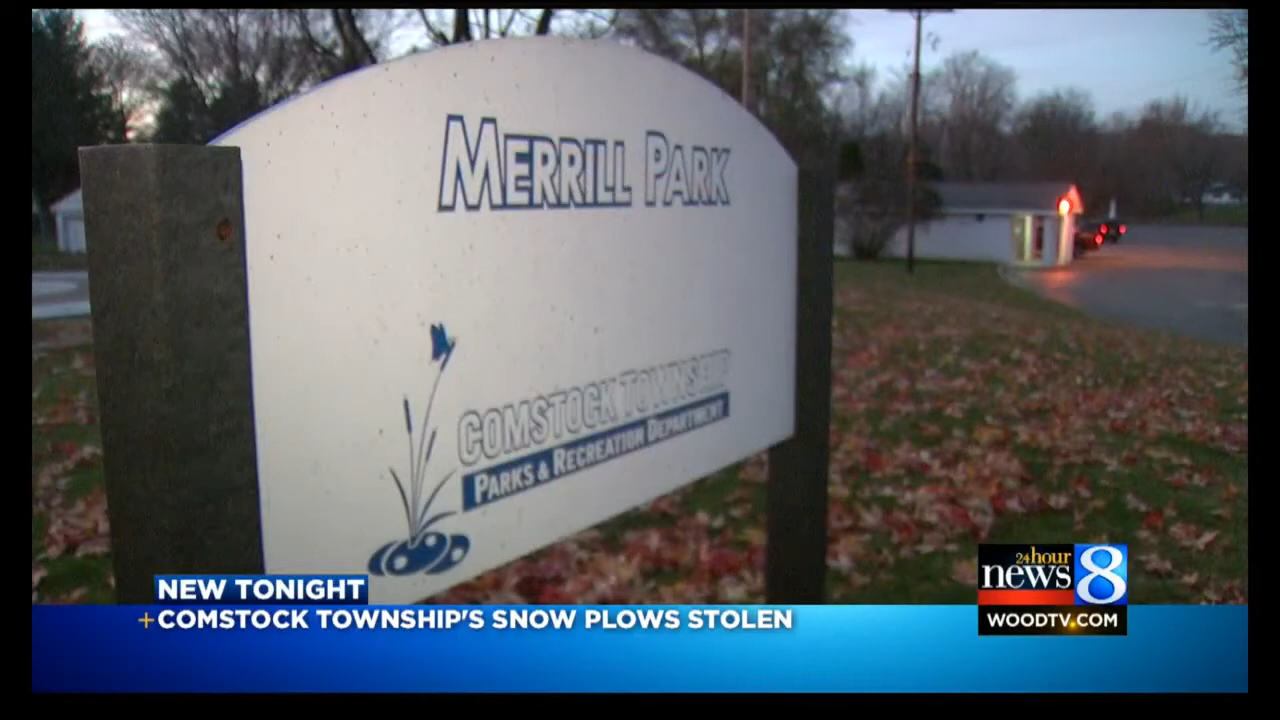 MERRILL PARK
COMSTOCK TOWNSHIP
PARKS & RECREATION DEPARTMENT
NEW TONIGHT
+COMSTOCK TOWNSHIP'S SNOW PLOWS STOLEN
24 hour
news 8
WOODTV.COM